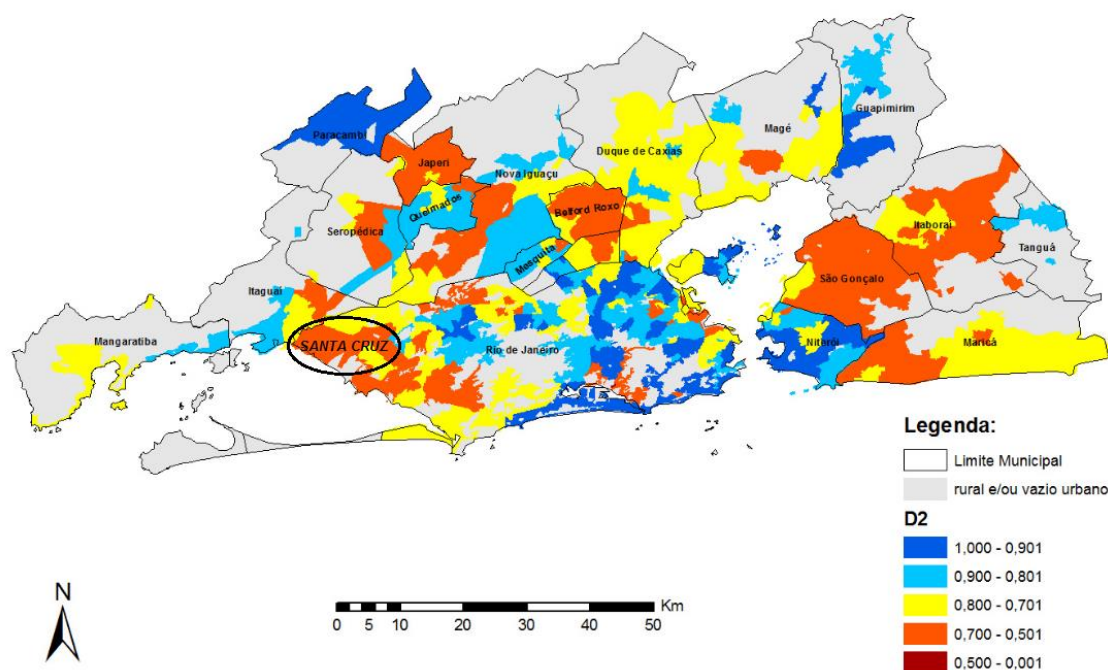 Guapimirim
Magé
Paracambi
Duque de Caxias
Japeri
Nova Iguaçu
Queimados
Belford Roxo
Itaboraí
Seropédica
Tanguá
Mesquita
São Gonçalo
Itaguaí
Mangaratiba
SANTA CRUZ
Rio de Janeiro
Niterói
Maricá
Legenda:
Limite Municipal
rural e/ou vazio urbano
D2
1,000 - 0,901
0,900 - 0,801
0,800 - 0,701
0,700 - 0,501
0,500 - 0,001
N
Km
0 5 10 20 30 40 50